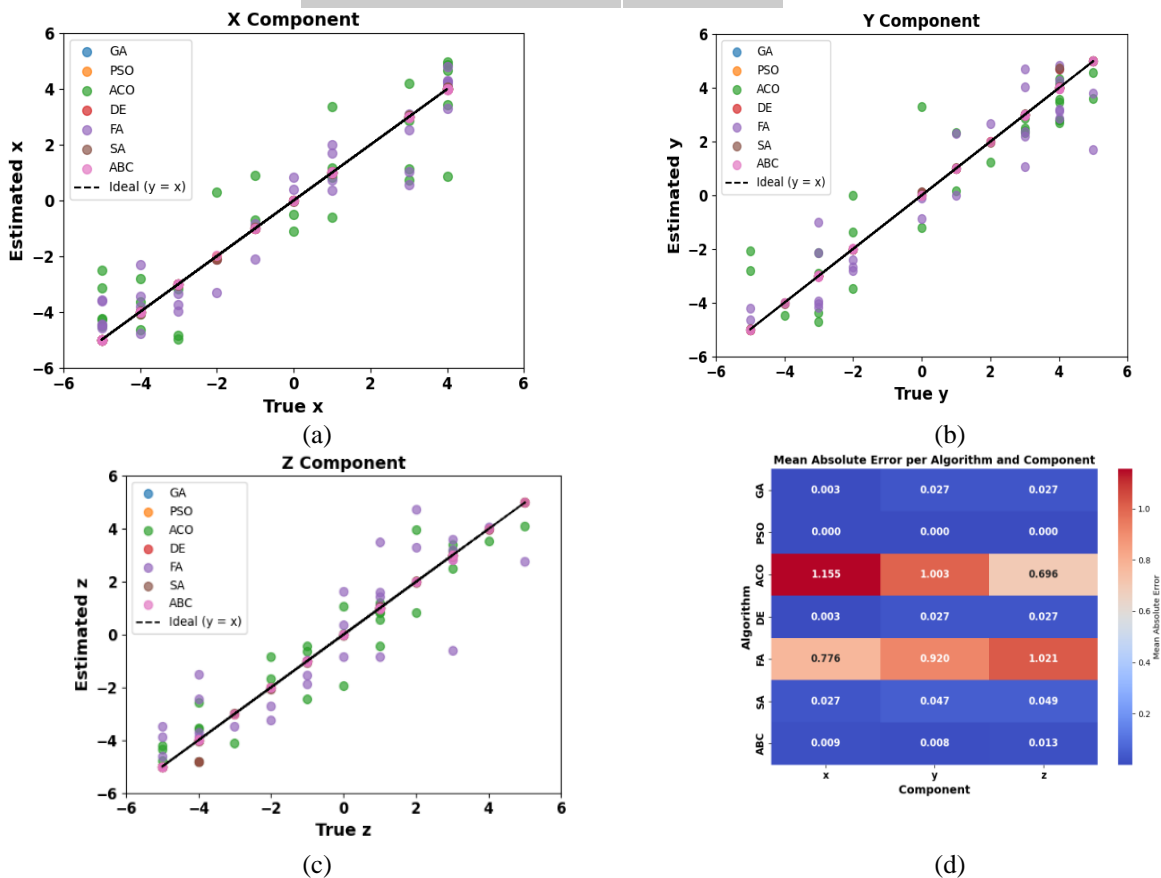 X Component
6
4
2
0
−2
−4
−6
−6
−4
−2
0
2
4
6
Estimated x
True x
GA
PSO
ACO
DE
FA
SA
ABC
Ideal (y = x)
(a)
Y Component
6
4
2
0
−2
−4
−6
−6
−4
−2
0
2
4
6
Estimated y
True y
GA
PSO
ACO
DE
FA
SA
ABC
Ideal (y = x)
(b)
Z Component
6
4
2
0
−2
−4
−6
−6
−4
−2
0
2
4
6
Estimated z
True z
GA
PSO
ACO
DE
FA
SA
ABC
Ideal (y = x)
(c)
Mean Absolute Error per Algorithm and Component
Algorithm
GA 0.003 0.027 0.027
PSO 0.000 0.000 0.000
ACO 1.155 1.003 0.696
DE 0.003 0.027 0.027
FA 0.776 0.920 1.021
SA 0.027 0.047 0.049
ABC 0.009 0.008 0.013
x y z
Component
1.0
0.8
0.6
0.4
0.2
Mean Absolute Error
(d)